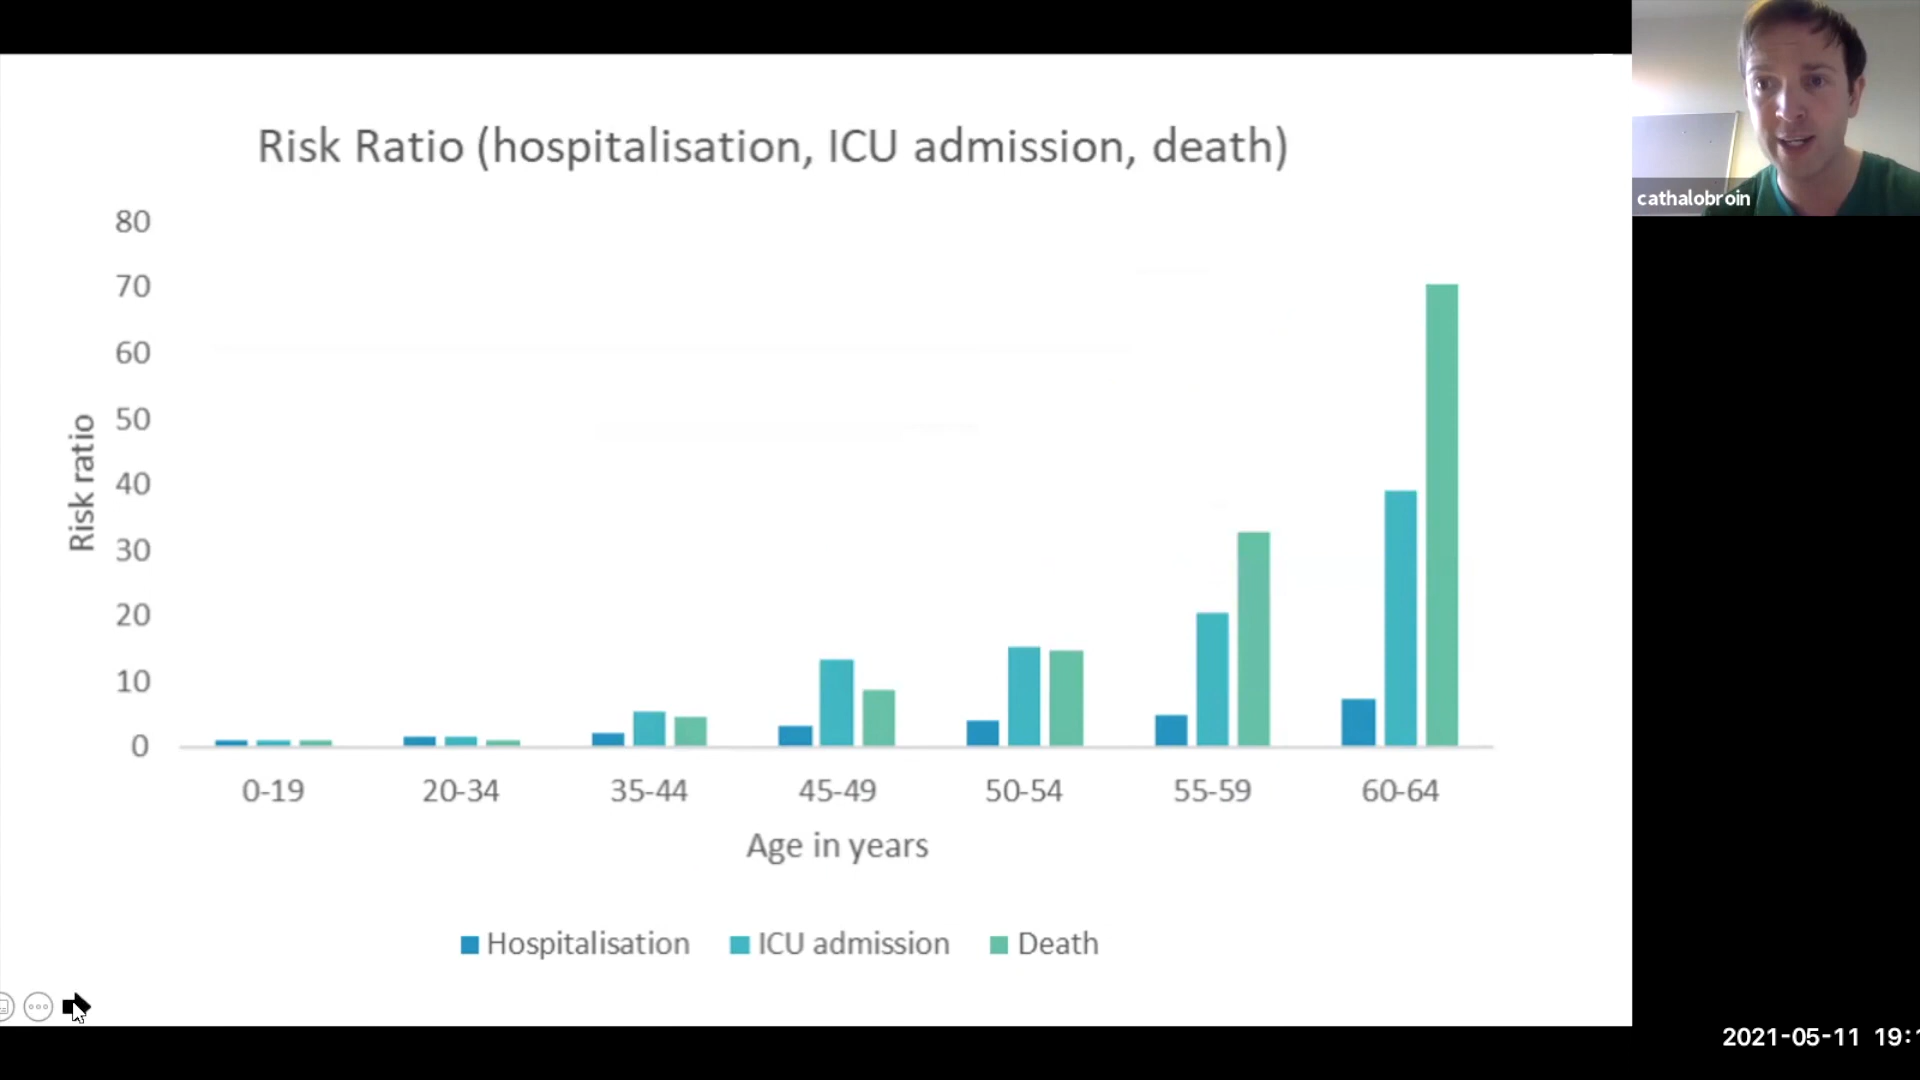 Risk Ratio (hospitalisation, ICU admission, death)
cathalobroin
80
70
60
50
40
30
20
10
0
Risk ratio
0-19 20-34 35-44 45-49 50-54 55-59 60-64
Age in years
Hospitalisation ICU admission Death
2021-05-11 19: